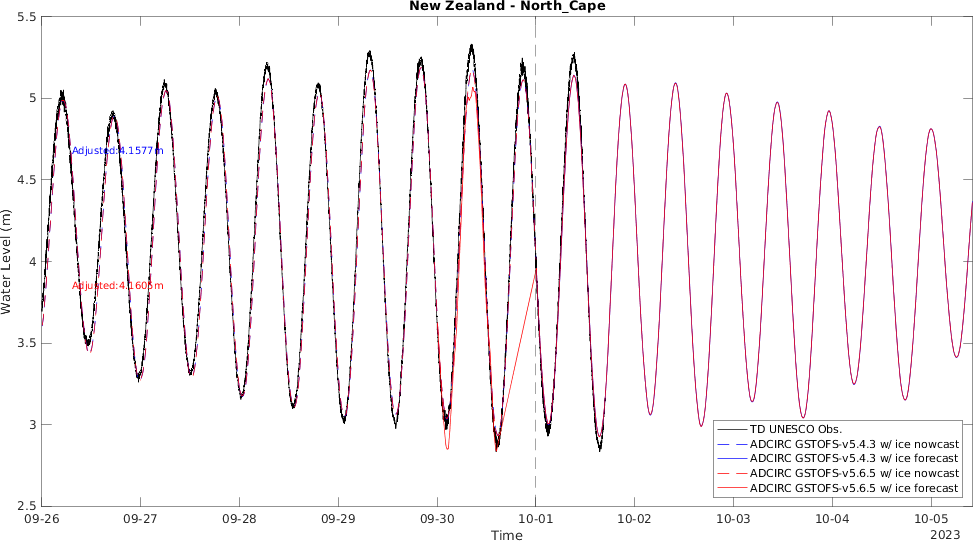 New Zealand - North_Cape
5.5
5
4.5
4
3.5
3
2.5
Water Level (m)
Adjusted:4.1577m
Adjusted:4.1605m
TD UNESCO Obs.
ADCIRC GSTOFS-v5.4.3 w/ ice nowcast
ADCIRC GSTOFS-v5.4.3 w/ ice forecast
ADCIRC GSTOFS-v5.6.5 w/ ice nowcast
ADCIRC GSTOFS-v5.6.5 w/ ice forecast
09-26 09-27 09-28 09-29 09-30 10-01 10-02 10-03 10-04 10-05
Time
2023